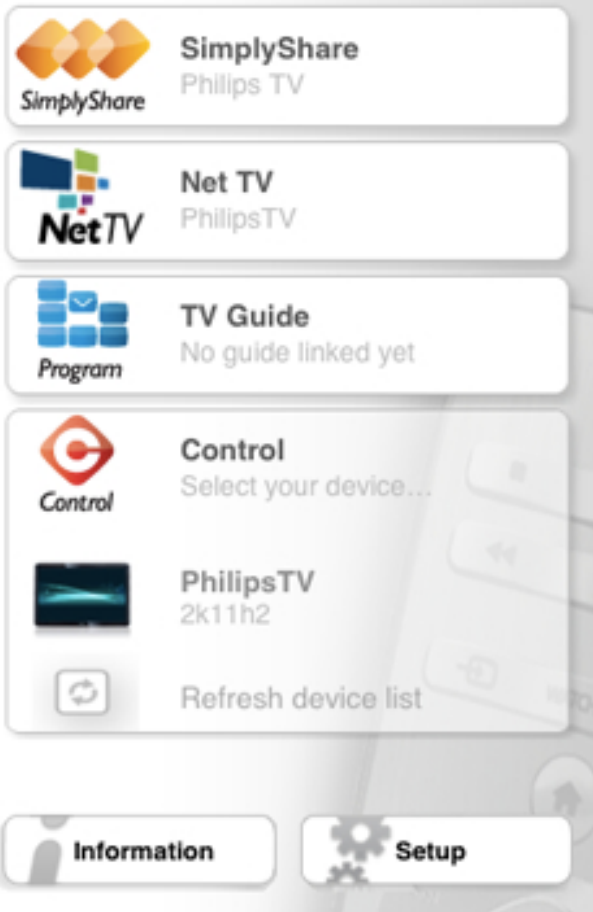 SimplyShare
SimplyShare
Philips TV
NetTV
Net TV
PhilipsTV
Program
TV Guide
No guide linked yet
Control
Control
Select your device...
PhilipsTV
2k11h2
Refresh device list
Information
Setup